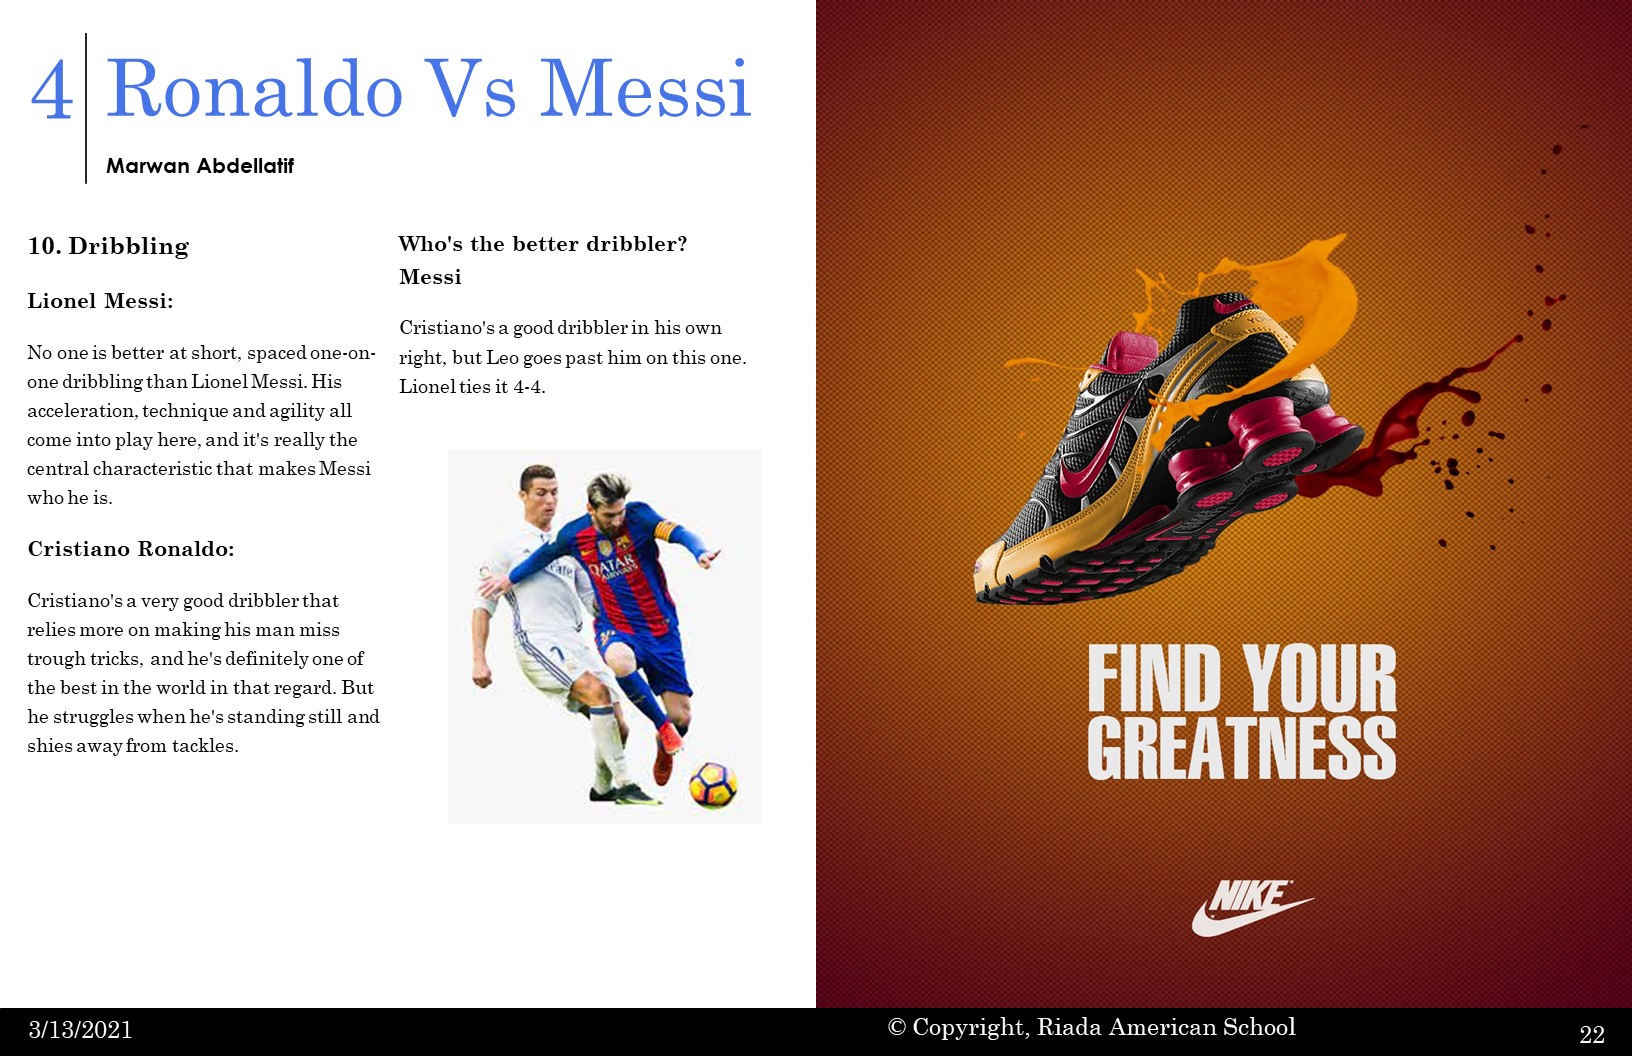 4
Ronaldo Vs Messi
Marwan Abdellatif
10. Dribbling
Lionel Messi:
No one is better at short, spaced one-on-
one dribbling than Lionel Messi. His
acceleration, technique and agility all
come into play here, and it's really the
central characteristic that makes Messi
who he is.
Cristiano Ronaldo:
Cristiano's a very good dribbler that
relies more on making his man miss
trough tricks, and he's definitely one of
the best in the world in that regard. But
he struggles when he's standing still and
shies away from tackles.
Who's the better dribbler?
Messi
Cristiano's a good dribbler in his own
right, but Leo goes past him on this one.
Lionel ties it 4-4.
QATAR
AIRWAYS
7
FIND YOUR
GREATNESS
NIKE
3/13/2021
© Copyright, Riada American School
22